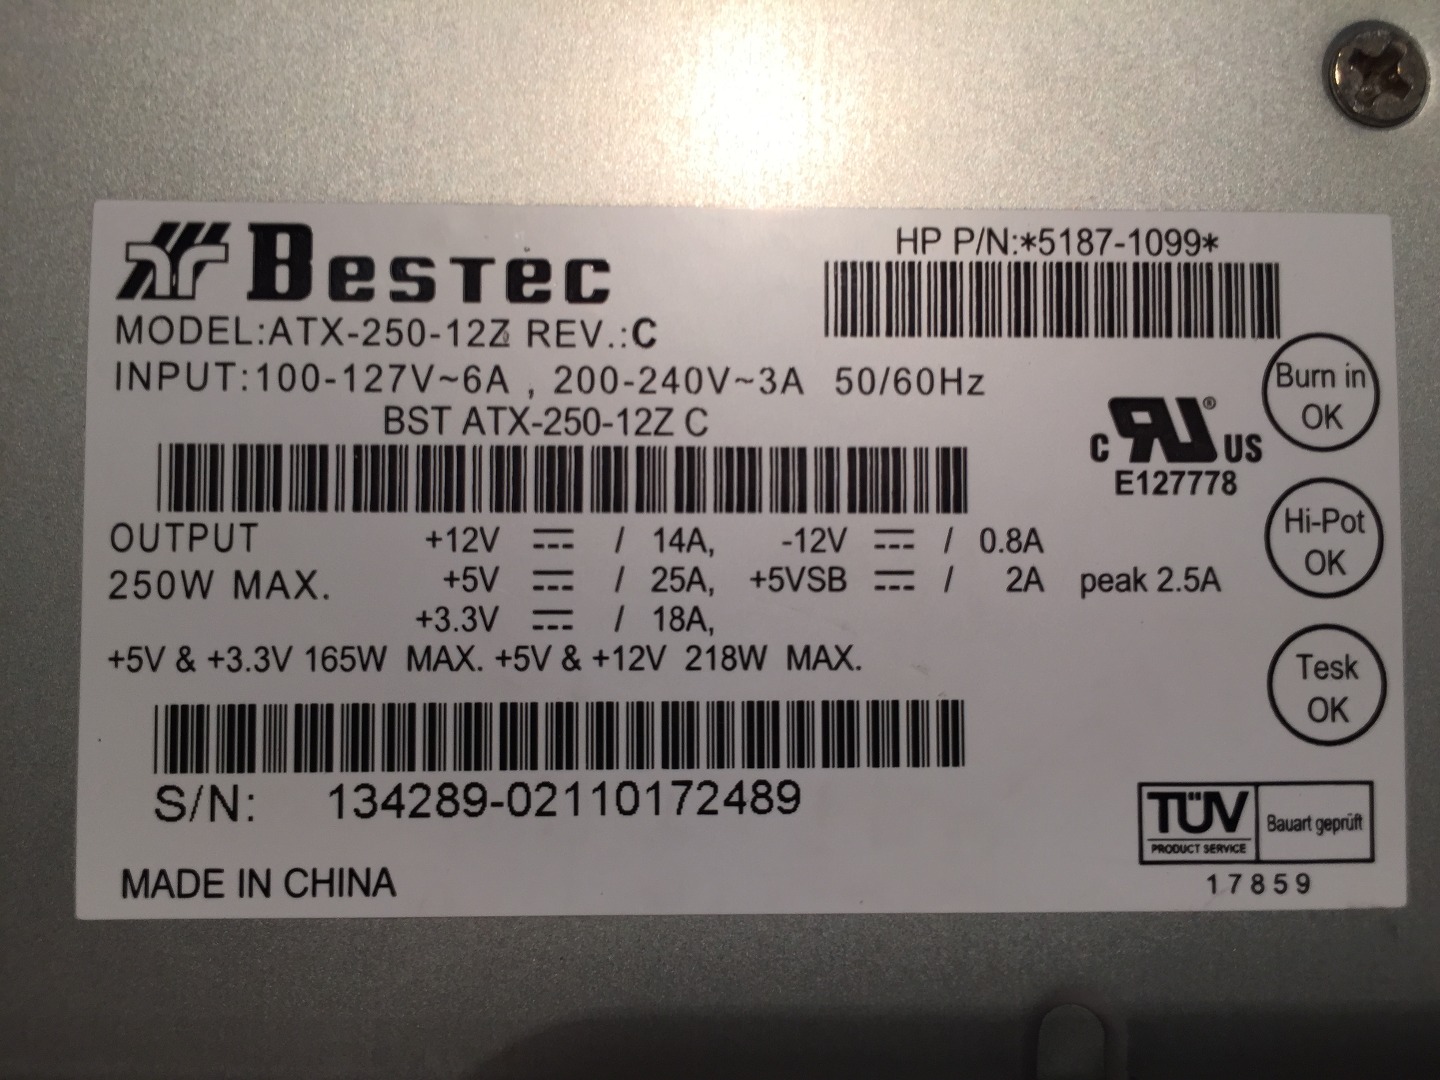 BESTEC
HP P/N:*5187-1099*
MODEL:ATX-250-12Z REV.:C
INPUT:100-127V~6A , 200-240V~3A 50/60Hz
BST ATX-250-12Z C
Burn in
OK
C RU® US
E127778
Hi-Pot
OK
OUTPUT +12V ⎓ / 14A, -12V ⎓ / 0.8A
250W MAX. +5V ⎓ / 25A, +5VSB ⎓ / 2A peak 2.5A
+3.3V ⎓ / 18A,
+5V & +3.3V 165W MAX. +5V & +12V 218W MAX.
Tesk
OK
S/N: 134289-02110172489
TÜV
PRODUCT SERVICE
Bauart geprüft
17859
MADE IN CHINA